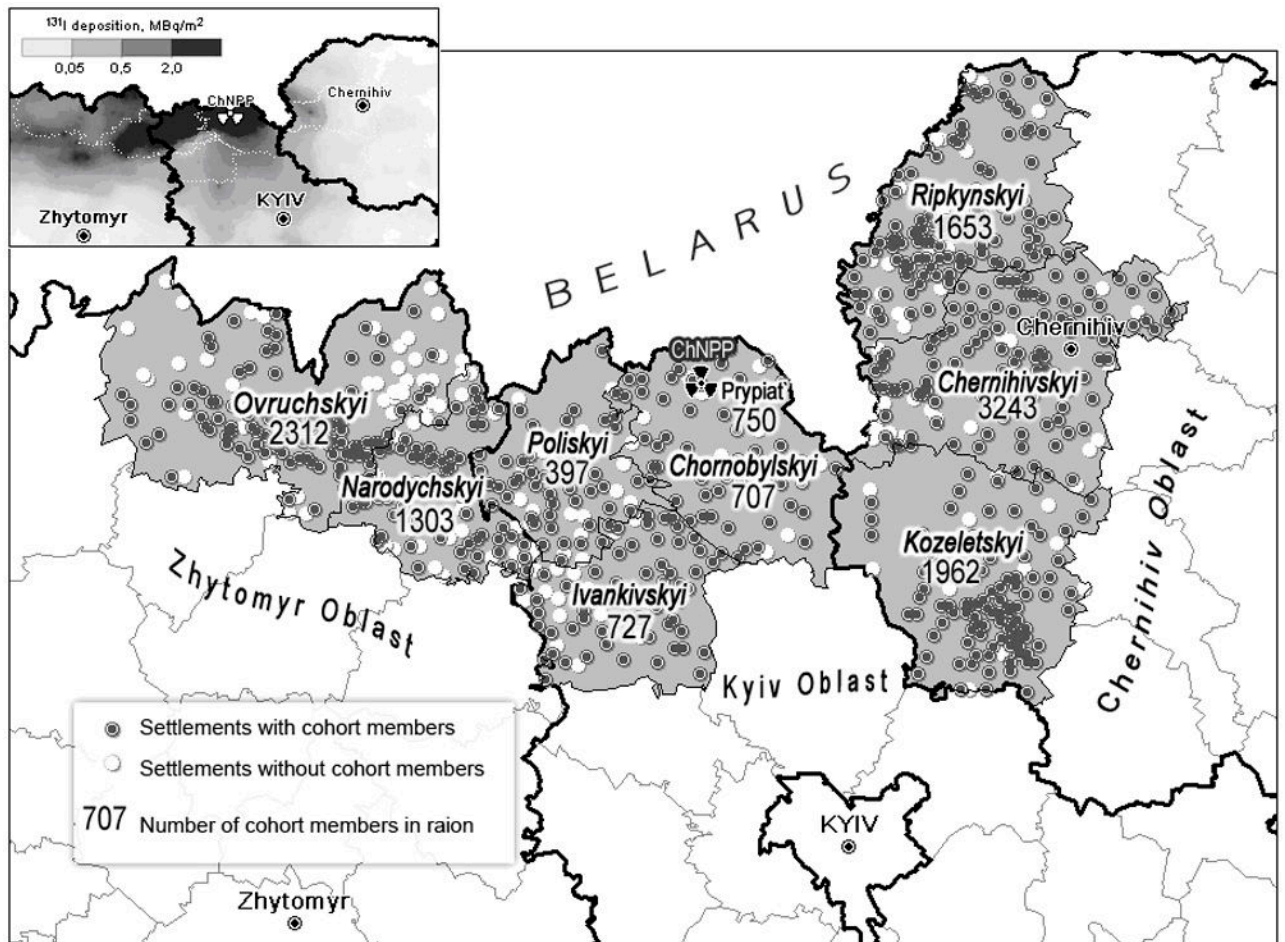 ¹³¹I deposition, MBq/m²
0,05 0,5 2,0
ChNPP
Chernihiv
KYIV
Zhytomyr
BELARUS
Ripkynskyi
1653
Chernihiv
Chernihivskyi
3243
ChNPP
Prypiat`
750
Ovruchskyi
2312
Poliskyi
397
Chornobylskyi
707
Narodychskyi
1303
Kozeletskyi
1962
Ivankivskyi
727
Zhytomyr Oblast
Kyiv Oblast
Chernihiv Oblast
Settlements with cohort members
Settlements without cohort members
707 Number of cohort members in raion
KYIV
Zhytomyr